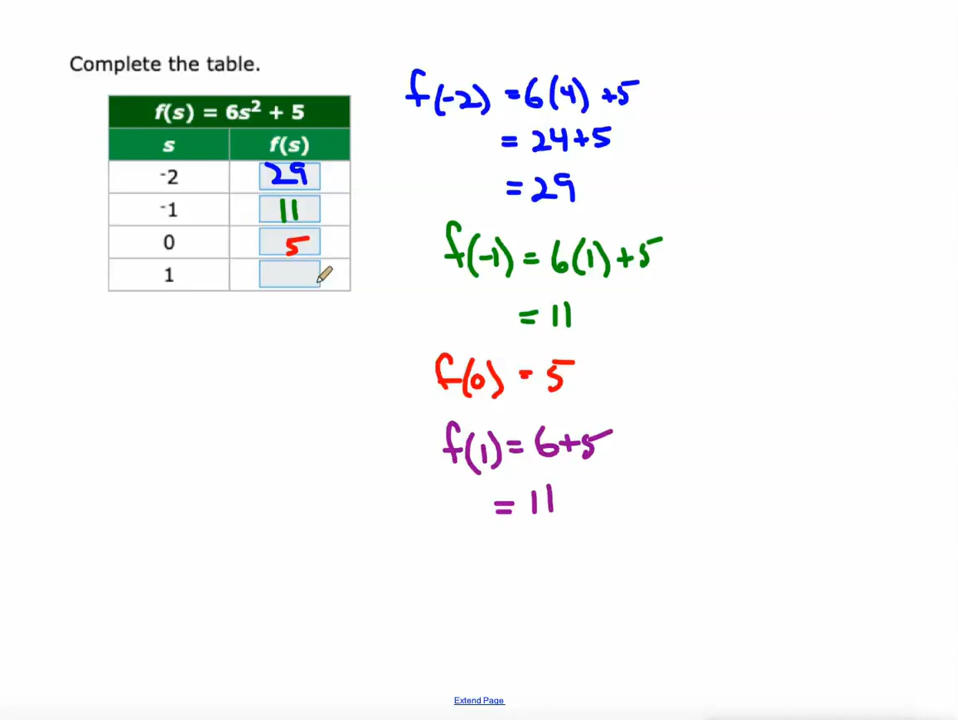 Complete the table.
f(s) = 6s² + 5
s f(s)
-2 29
-1 11
0 5
1
f(-2) = 6(4) + 5
= 24 + 5
= 29
f(-1) = 6(1) + 5
= 11
f(0) = 5
f(1) = 6 + 5
= 11
Extend Page